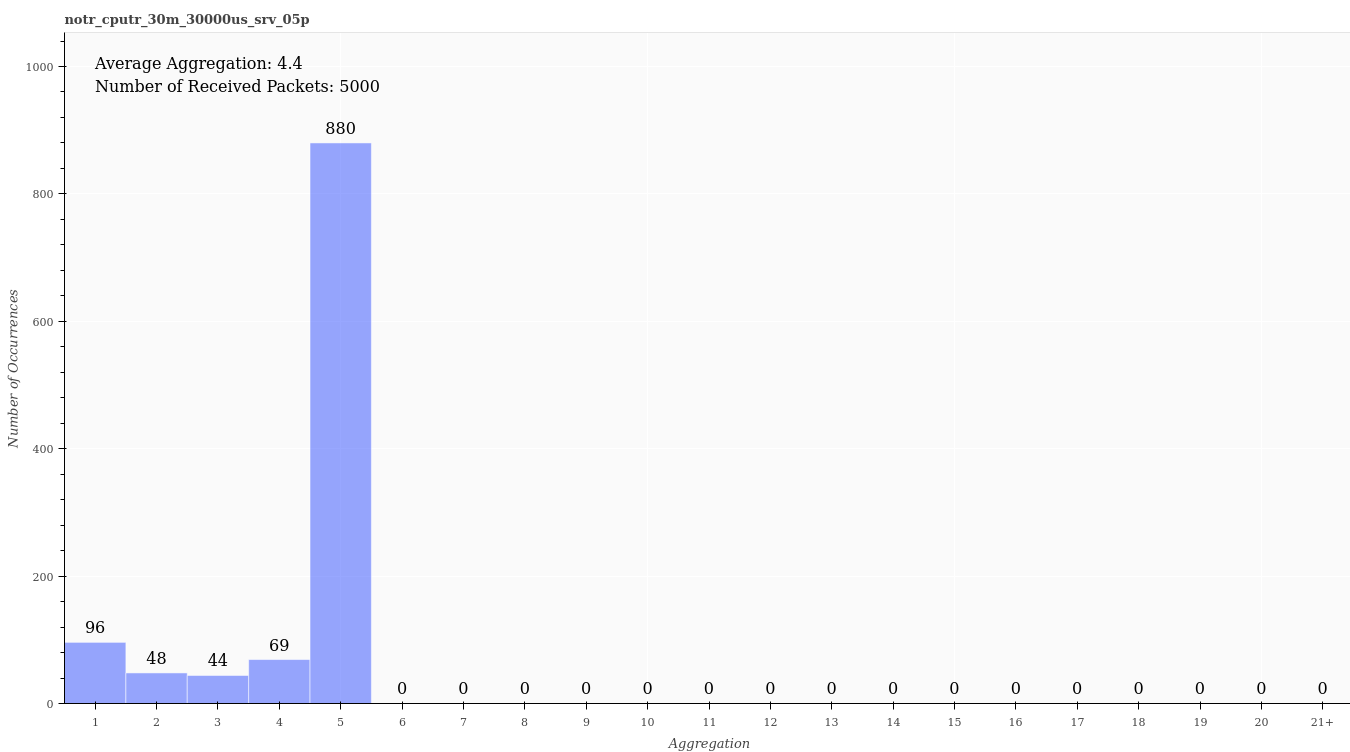 notr_cputr_30m_30000us_srv_05p
Average Aggregation: 4.4
Number of Received Packets: 5000
1000
800
600
400
200
0
Number of Occurrences
880
96
48
44
69
0 0 0 0 0 0 0 0 0 0 0 0 0 0 0 0
1 2 3 4 5 6 7 8 9 10 11 12 13 14 15 16 17 18 19 20 21+
Aggregation